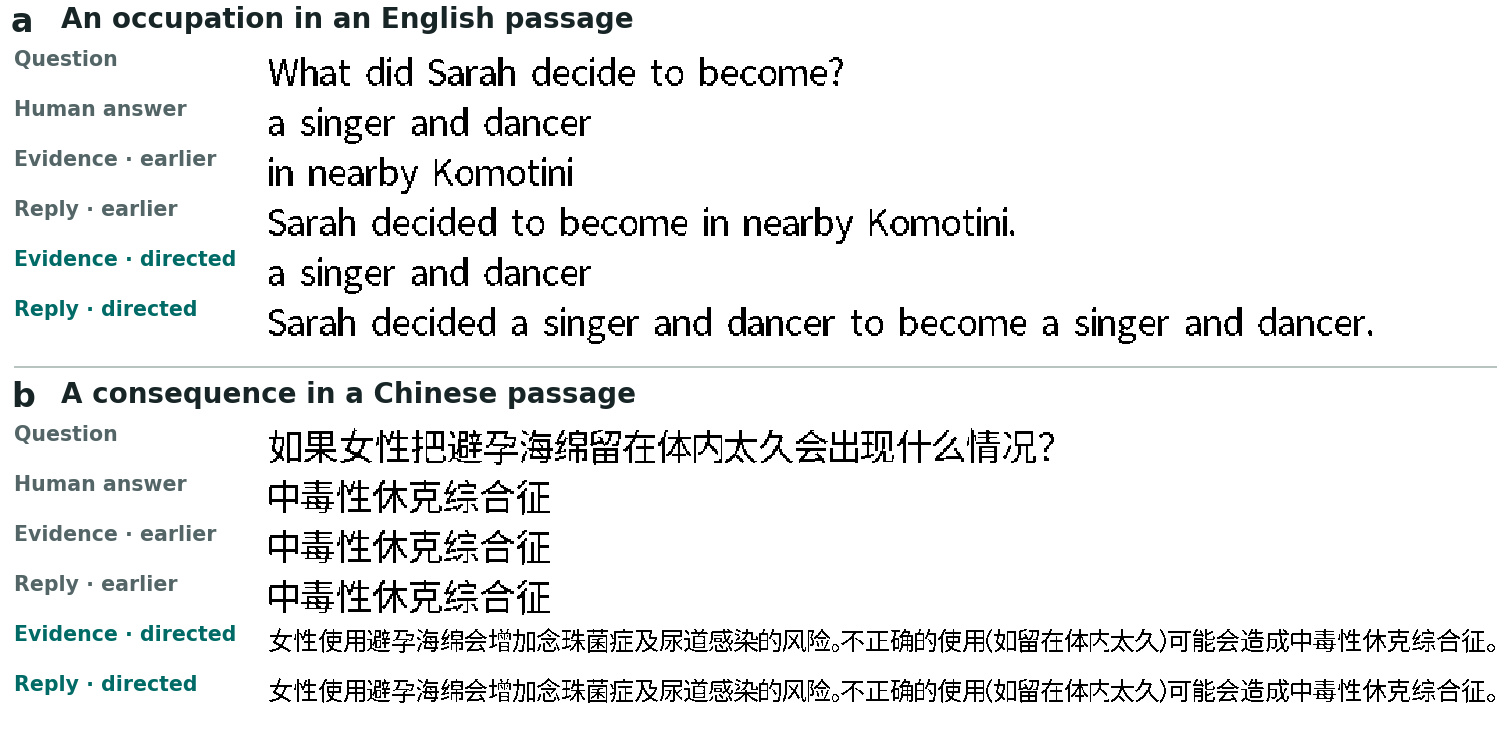 a An occupation in an English passage
Question What did Sarah decide to become?
Human answer a singer and dancer
Evidence · earlier in nearby Komotini
Reply · earlier Sarah decided to become in nearby Komotini.
Evidence · directed a singer and dancer
Reply · directed Sarah decided a singer and dancer to become a singer and dancer.
b A consequence in a Chinese passage
Question 如果女性把避孕海绵留在体内太久会出现什么情况?
Human answer 中毒性休克综合征
Evidence · earlier 中毒性休克综合征
Reply · earlier 中毒性休克综合征
Evidence · directed 女性使用避孕海绵会增加念珠菌症及尿道感染的风险。不正确的使用(如留在体内太久)可能会造成中毒性休克综合征。
Reply · directed 女性使用避孕海绵会增加念珠菌症及尿道感染的风险。不正确的使用(如留在体内太久)可能会造成中毒性休克综合征。